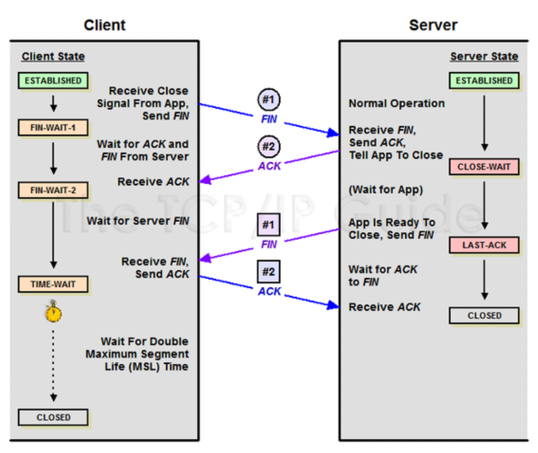 Client
Server
Client State
Server State
ESTABLISHED
ESTABLISHED
Receive Close
Signal From App,
Send FIN
#1
FIN
Normal Operation
FIN-WAIT-1
Receive FIN,
Send ACK,
Tell App To Close
Wait for ACK and
FIN From Server
#2
ACK
CLOSE-WAIT
Receive ACK
FIN-WAIT-2
(Wait for App)
The TCP/IP Guide
Wait for Server FIN
#1
FIN
App Is Ready To
Close, Send FIN
LAST-ACK
Receive FIN,
Send ACK
#2
ACK
Wait for ACK
to FIN
TIME-WAIT
Receive ACK
CLOSED
Wait For Double
Maximum Segment
Life (MSL) Time
CLOSED